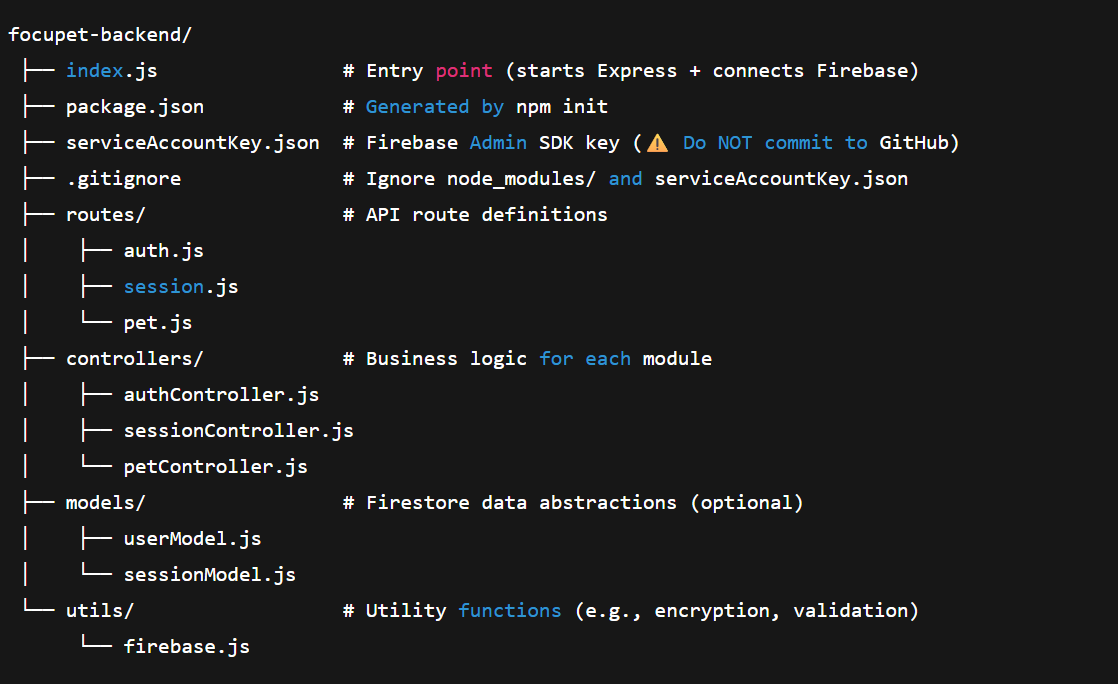 focupet-backend/
├── index.js                # Entry point (starts Express + connects Firebase)
├── package.json            # Generated by npm init
├── serviceAccountKey.json  # Firebase Admin SDK key (⚠️ Do NOT commit to GitHub)
├── .gitignore              # Ignore node_modules/ and serviceAccountKey.json
├── routes/                 # API route definitions
│    ├── auth.js
│    ├── session.js
│    └── pet.js
├── controllers/            # Business logic for each module
│    ├── authController.js
│    ├── sessionController.js
│    └── petController.js
├── models/                 # Firestore data abstractions (optional)
│    ├── userModel.js
│    └── sessionModel.js
└── utils/                  # Utility functions (e.g., encryption, validation)
     └── firebase.js